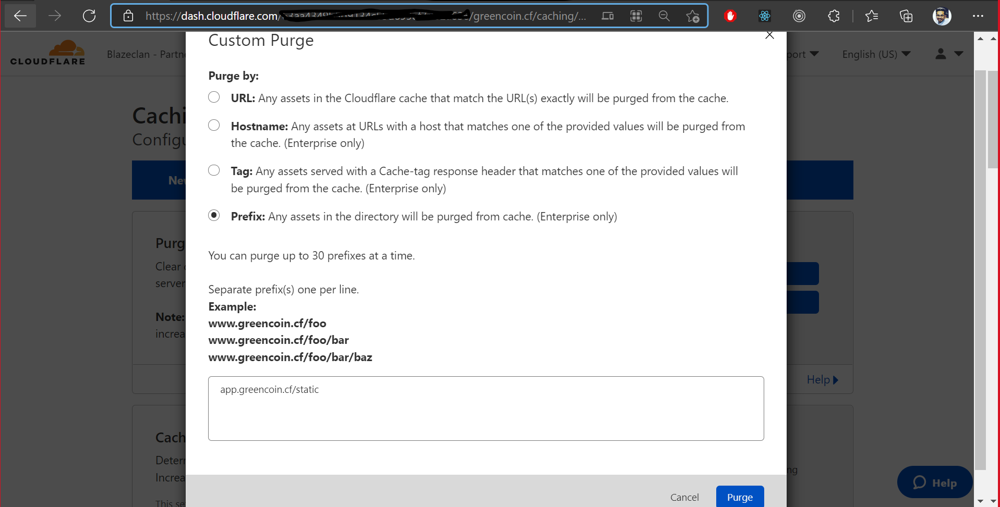 https://dash.cloudflare.com/ /greencoin.cf/caching/...
Custom Purge
CLOUDFLARE
Blazeclan - Partne
port
English (US)
Purge by:
URL: Any assets in the Cloudflare cache that match the URL(s) exactly will be purged from the cache.
Hostname: Any assets at URLs with a host that matches one of the provided values will be purged from
the cache. (Enterprise only)
Tag: Any assets served with a Cache-tag response header that matches one of the provided values will
be purged from the cache. (Enterprise only)
Prefix: Any assets in the directory will be purged from cache. (Enterprise only)
You can purge up to 30 prefixes at a time.
Separate prefix(s) one per line.
Example:
www.greencoin.cf/foo
www.greencoin.cf/foo/bar
www.greencoin.cf/foo/bar/baz
app.greencoin.cf/static
Cancel
Purge
Cachi
Configu
New
Purg
Clear
server
Note:
increa
Help
Cach
Deter
Increa
ng
Help
This se